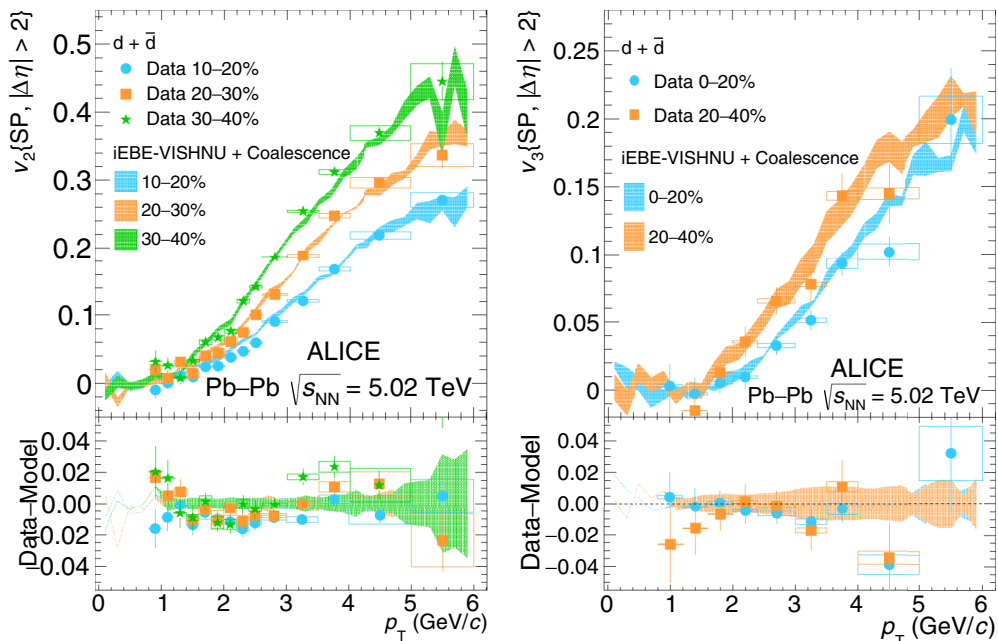 v₂{SP, |Δη| > 2}
0.5
0.4
0.3
0.2
0.1
0
d + d̄
Data 10–20%
Data 20–30%
Data 30–40%
iEBE-VISHNU + Coalescence
10–20%
20–30%
30–40%
ALICE
Pb–Pb √sNN = 5.02 TeV
Data–Model
0.04
0.02
0.00
−0.02
−0.04
0 1 2 3 4 5 6
pT (GeV/c)
v₃{SP, |Δη| > 2}
0.25
0.2
0.15
0.1
0.05
0
d + d̄
Data 0–20%
Data 20–40%
iEBE-VISHNU + Coalescence
0–20%
20–40%
ALICE
Pb–Pb √sNN = 5.02 TeV
Data–Model
0.04
0.02
0.00
−0.02
−0.04
0 1 2 3 4 5 6
pT (GeV/c)